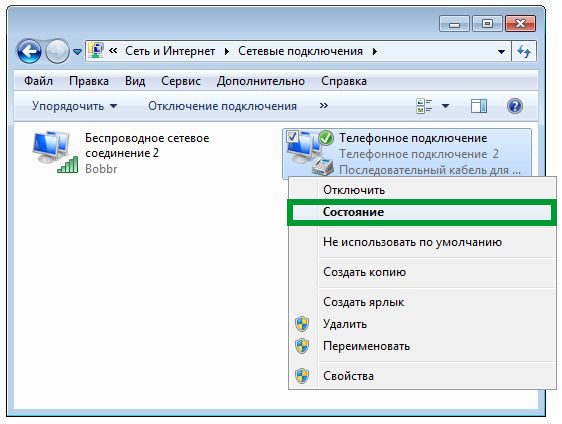 « Сеть и Интернет ▸ Сетевые подключения ▸
Файл Правка Вид Сервис Дополнительно Справка
Упорядочить ▼ Отключение подключения »
Беспроводное сетевое
соединение 2
Bobbr
Телефонное подключение
Телефонное подключение 2
Последовательный кабель для ...
Отключить
Состояние
Не использовать по умолчанию
Создать копию
Создать ярлык
Удалить
Переименовать
Свойства